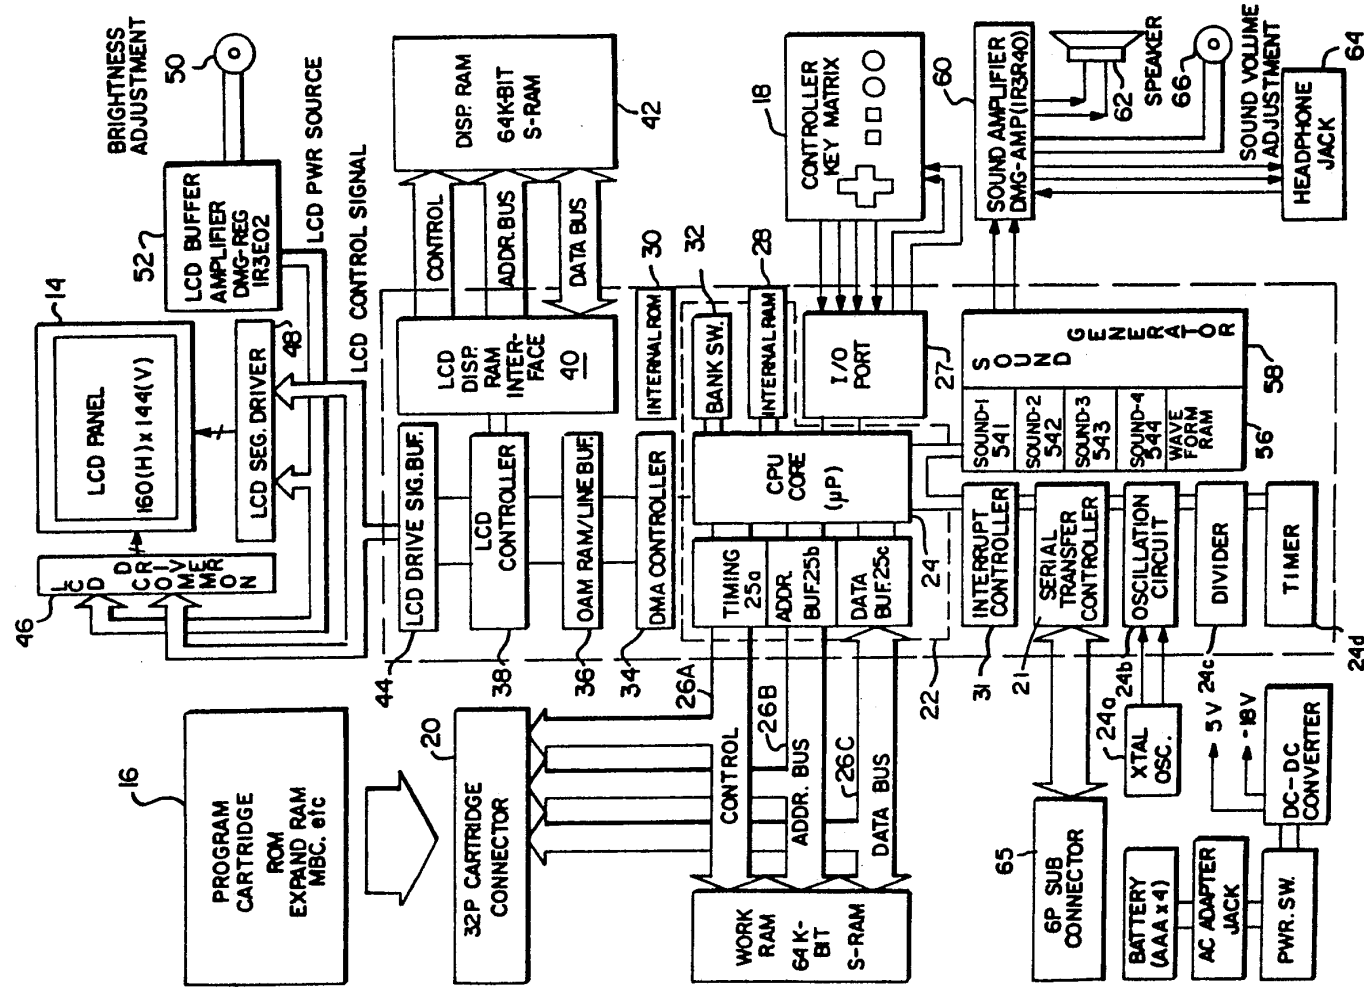 BRIGHTNESS
ADJUSTMENT
50
52
LCD BUFFER
AMPLIFIER
DMG-REG
IR3E02
LCD PWR SOURCE
LCD CONTROL SIGNAL
14
LCD PANEL
160(H)x144(V)
48
LCD SEG. DRIVER
46
LCD COMMON
DRIVER
16
PROGRAM
CARTRIDGE
ROM
EXPAND RAM
MBC. etc
20
32P CARTRIDGE
CONNECTOR
DISP. RAM
64K-BIT
S-RAM
42
CONTROL
ADDR. BUS
DATA BUS
LCD
DISP.
RAM
INTER-
FACE
40
44
LCD DRIVE SIG. BUF.
38
LCD
CONTROLLER
36
OAM RAM/LINE BUF.
34
DMA CONTROLLER
30
INTERNAL ROM
32
BANK SW.
28
INTERNAL RAM
18
CONTROLLER
KEY MATRIX
I/O
PORT
27
CPU
CORE
(μP)
24
TIMING
25a
ADDR.
BUF. 25b
DATA
BUF. 25c
22
26A
26B
26C
CONTROL
ADDR. BUS
DATA BUS
WORK
RAM
64K-
BIT
S-RAM
60
SOUND AMPLIFIER
DMG-AMP(IR3R40)
62
SPEAKER
66
SOUND VOLUME
ADJUSTMENT
64
HEADPHONE
JACK
SOUND
GENERATOR
58
SOUND-1
541
SOUND-2
542
SOUND-3
543
SOUND-4
544
WAVE
FORM
RAM
56
INTERRUPT
CONTROLLER
31
SERIAL
TRANSFER
CONTROLLER
21
OSCILLATION
CIRCUIT
24b
DIVIDER
24c
TIMER
24d
24a
XTAL
OSC.
65
6P SUB
CONNECTOR
5V
-18V
DC-DC
CONVERTER
BATTERY
(AAAx4)
AC ADAPTER
JACK
PWR. SW.